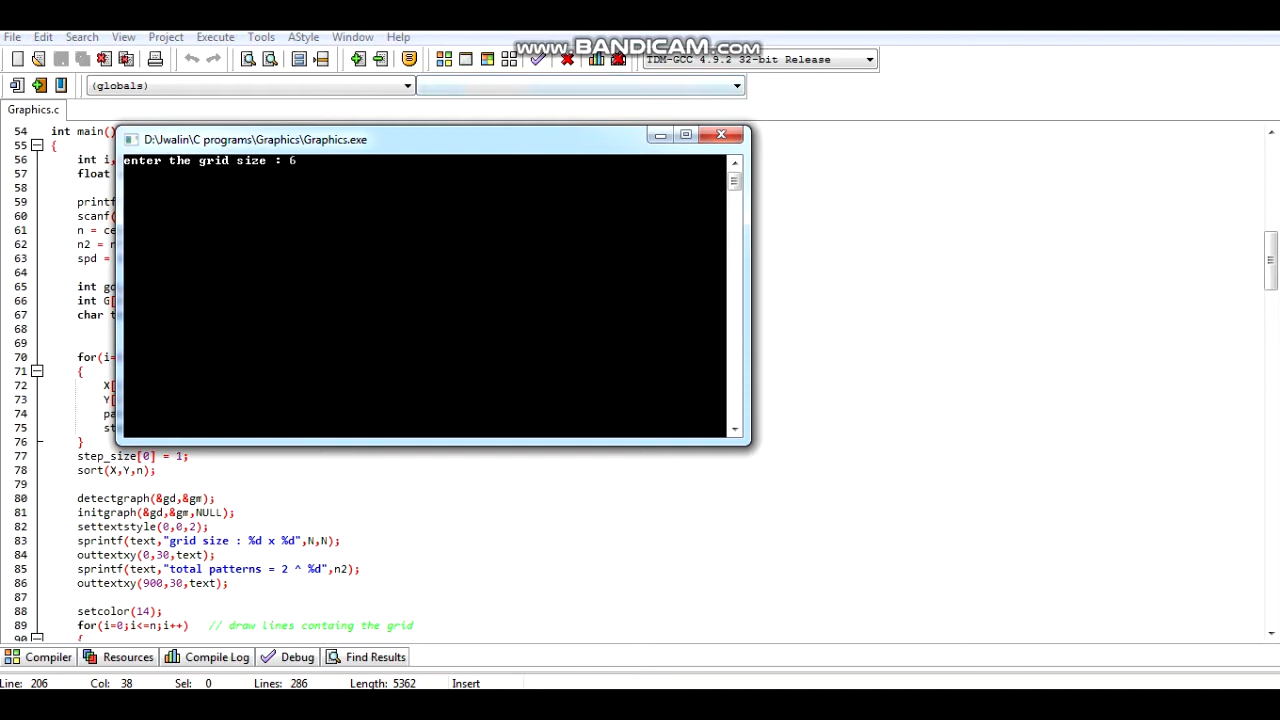 www.BANDICAM.com
File Edit Search View Project Execute Tools AStyle Window Help
TDM-GCC 4.9.2 32-bit Release
(globals)
Graphics.c
D:\Jwalin\C programs\Graphics\Graphics.exe
enter the grid size : 6
54 int main()
55 {
56 int i,
57 float
58
59 printf
60 scanf(
61 n = ce
62 n2 = n
63 spd =
64
65 int gd
66 int G[
67 char t
68
69
70 for(i=
71 {
72 X[
73 Y[
74 pa
75 st
76 }
77 step_size[0] = 1;
78 sort(X,Y,n);
79
80 detectgraph(&gd,&gm);
81 initgraph(&gd,&gm,NULL);
82 settextstyle(0,0,2);
83 sprintf(text,"grid size : %d x %d",N,N);
84 outtextxy(0,30,text);
85 sprintf(text,"total patterns = 2 ^ %d",n2);
86 outtextxy(900,30,text);
87
88 setcolor(14);
89 for(i=0;i<=n;i++) // draw lines containg the grid
90 {
Compiler Resources Compile Log Debug Find Results
Line: 206 Col: 38 Sel: 0 Lines: 286 Length: 5362 Insert